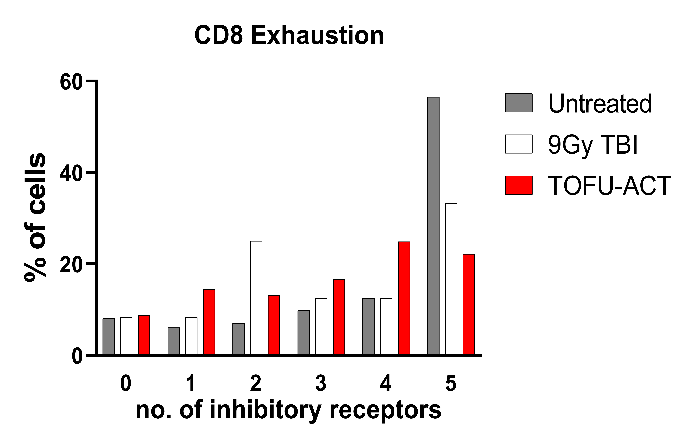 CD8 Exhaustion
60
40
20
0
% of cells
0 1 2 3 4 5
no. of inhibitory receptors
Untreated
9Gy TBI
TOFU-ACT